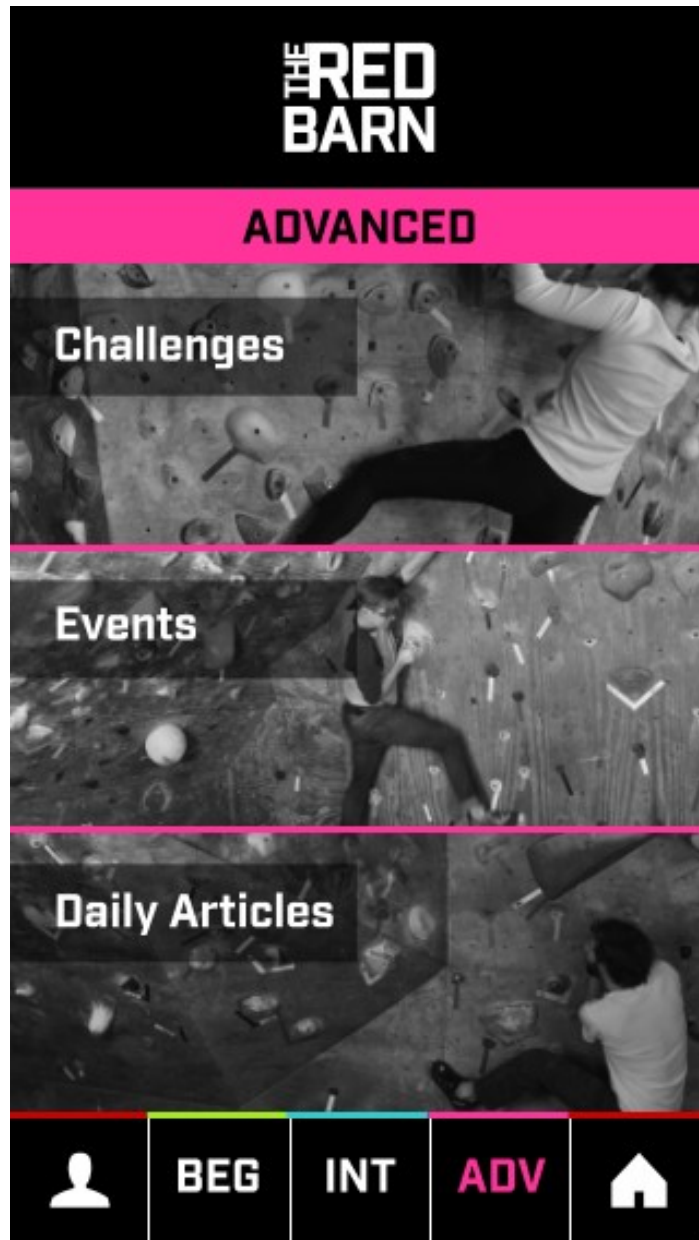 THE RED
BARN
ADVANCED
Challenges
Events
Daily Articles
BEG INT ADV